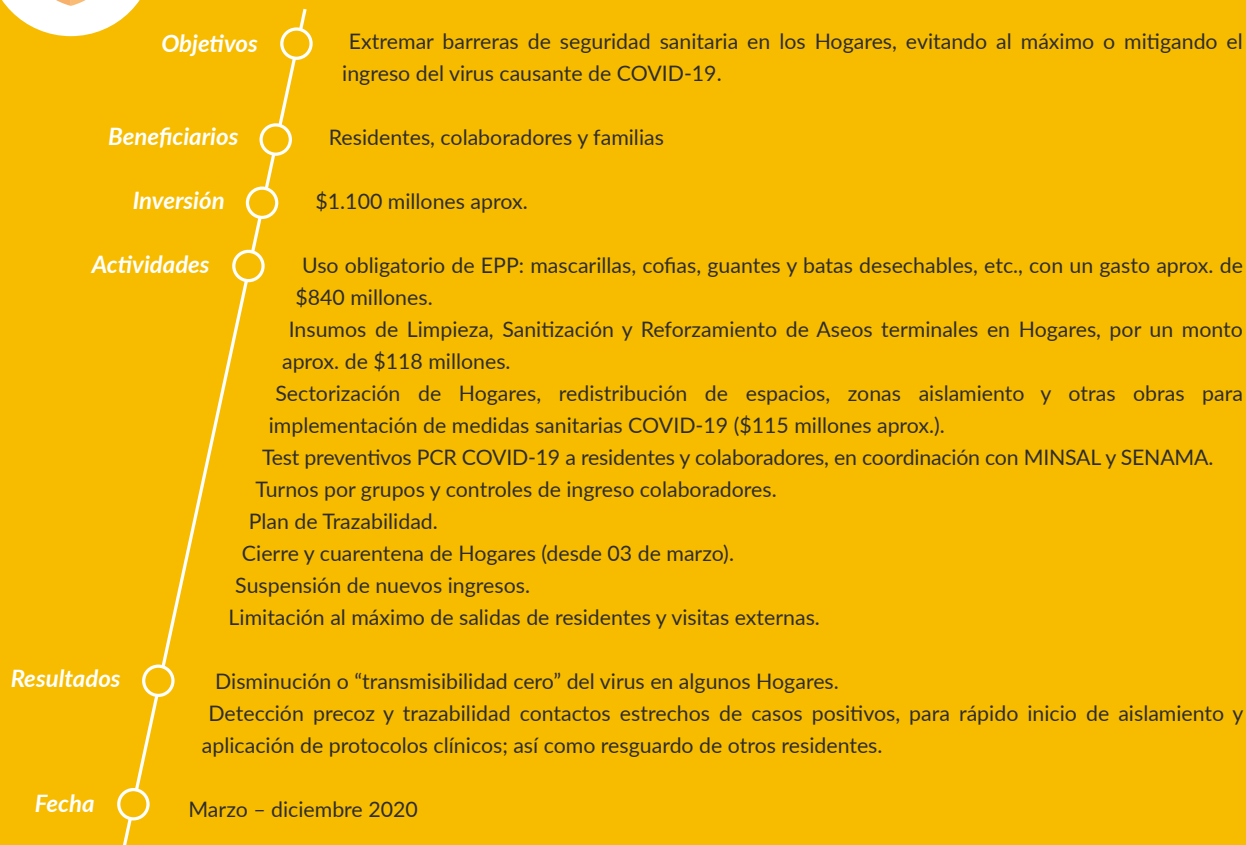 Objetivos
Extremar barreras de seguridad sanitaria en los Hogares, evitando al máximo o mitigando el
ingreso del virus causante de COVID-19.
Beneficiarios
Residentes, colaboradores y familias
Inversión
$1.100 millones aprox.
Actividades
Uso obligatorio de EPP: mascarillas, cofias, guantes y batas desechables, etc., con un gasto aprox. de
$840 millones.
Insumos de Limpieza, Sanitización y Reforzamiento de Aseos terminales en Hogares, por un monto
aprox. de $118 millones.
Sectorización de Hogares, redistribución de espacios, zonas aislamiento y otras obras para
implementación de medidas sanitarias COVID-19 ($115 millones aprox.).
Test preventivos PCR COVID-19 a residentes y colaboradores, en coordinación con MINSAL y SENAMA.
Turnos por grupos y controles de ingreso colaboradores.
Plan de Trazabilidad.
Cierre y cuarentena de Hogares (desde 03 de marzo).
Suspensión de nuevos ingresos.
Limitación al máximo de salidas de residentes y visitas externas.
Resultados
Disminución o “transmisibilidad cero” del virus en algunos Hogares.
Detección precoz y trazabilidad contactos estrechos de casos positivos, para rápido inicio de aislamiento y
aplicación de protocolos clínicos; así como resguardo de otros residentes.
Fecha
Marzo – diciembre 2020